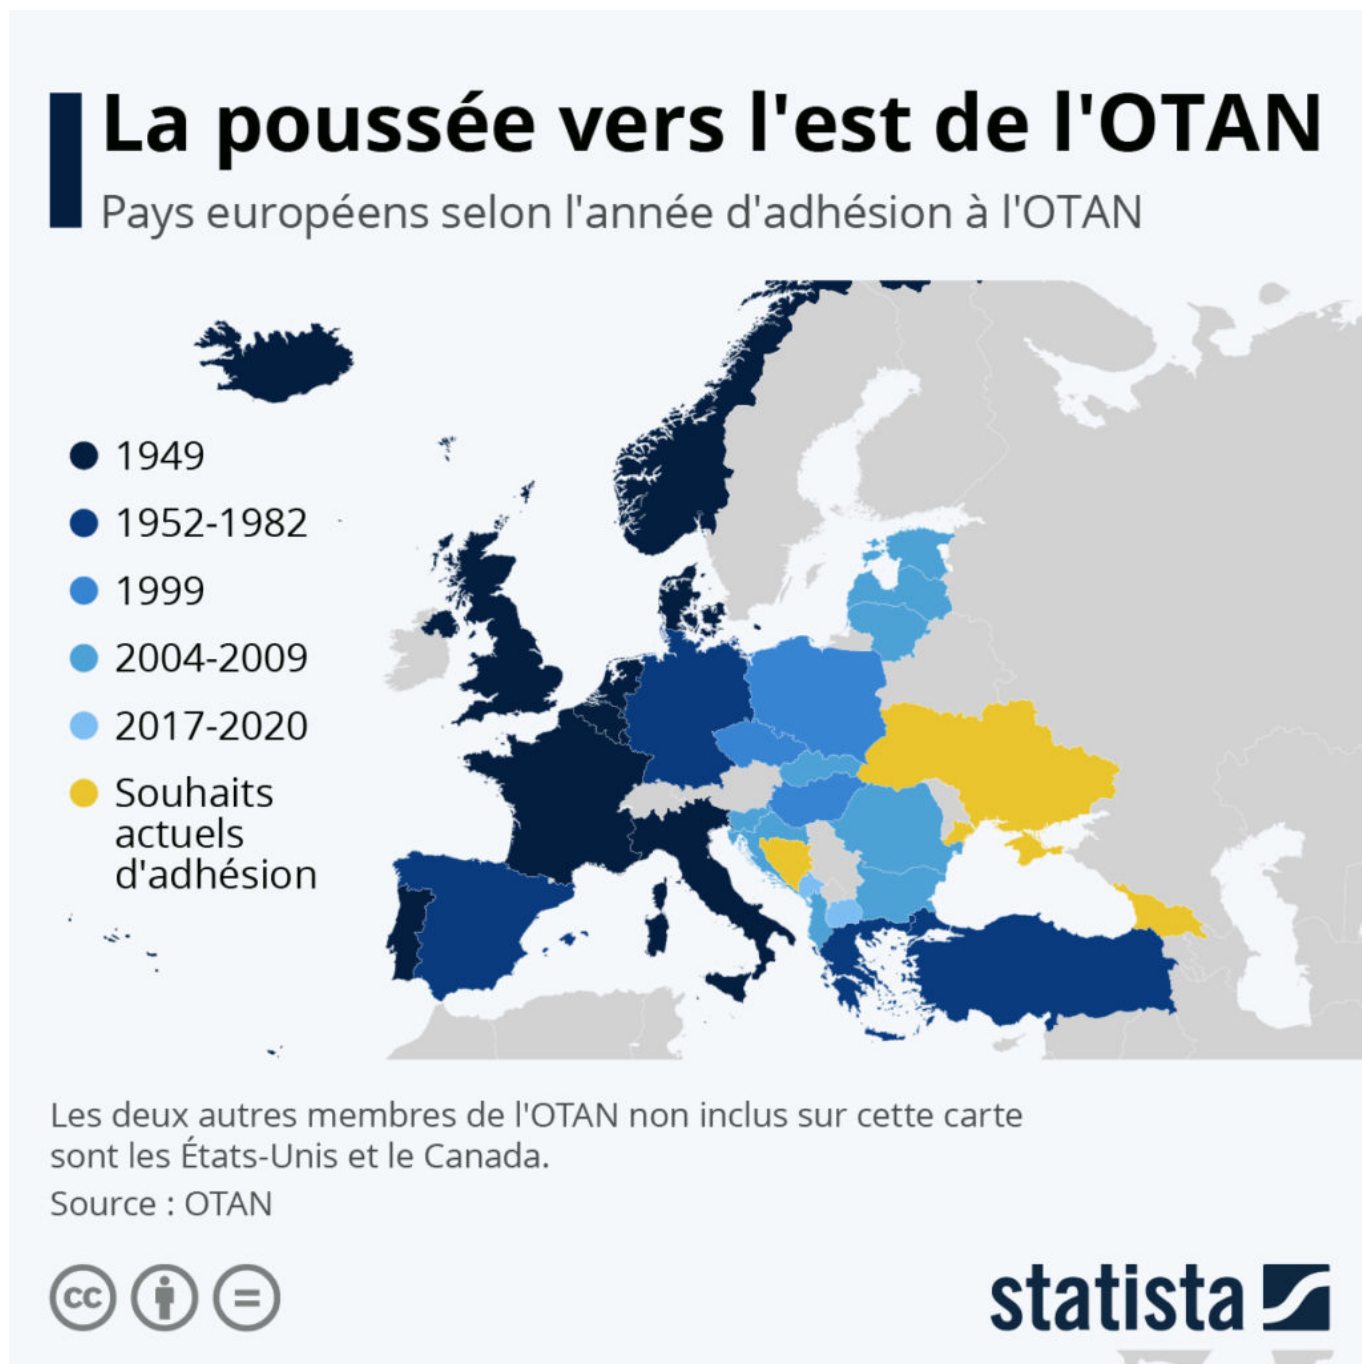 La poussée vers l'est de l'OTAN
Pays européens selon l'année d'adhésion à l'OTAN
1949
1952-1982
1999
2004-2009
2017-2020
Souhaits
actuels
d'adhésion
Les deux autres membres de l'OTAN non inclus sur cette carte
sont les États-Unis et le Canada.
Source : OTAN
cc
statista